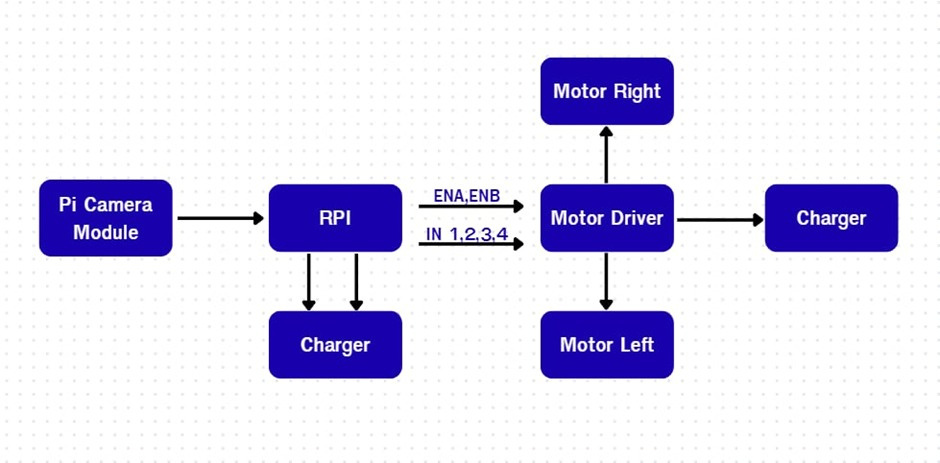 Motor Right
Pi Camera
Module
RPI
ENA,ENB
IN 1,2,3,4
Motor Driver
Charger
Charger
Motor Left